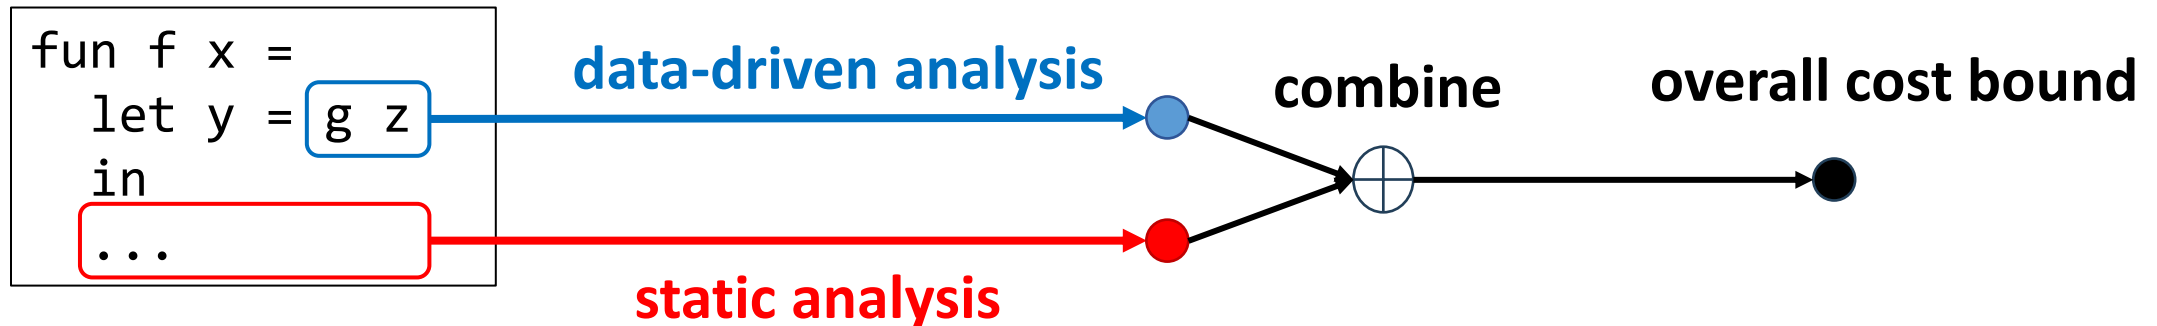 fun f x =
let y = g z
in
...
data-driven analysis
static analysis
combine
overall cost bound